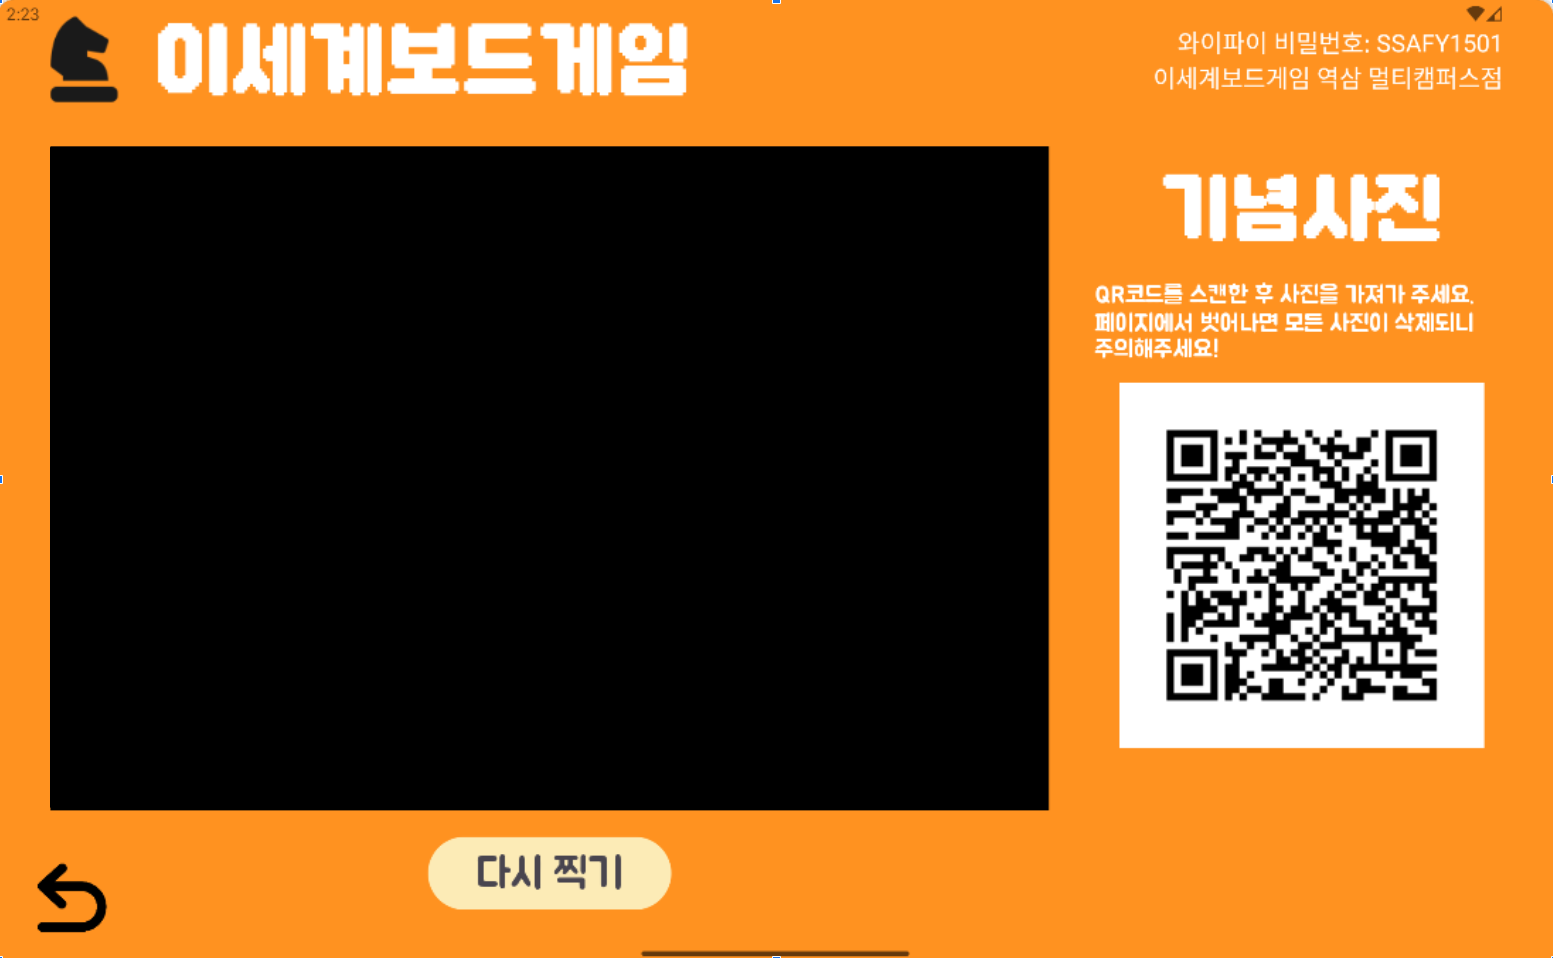 2:23
이세계보드게임
와이파이 비밀번호: SSAFY1501
이세계보드게임 역삼 멀티캠퍼스점
기념사진
QR코드를 스캔한 후 사진을 가져가 주세요.
페이지에서 벗어나면 모든 사진이 삭제되니
주의해주세요!
다시 찍기